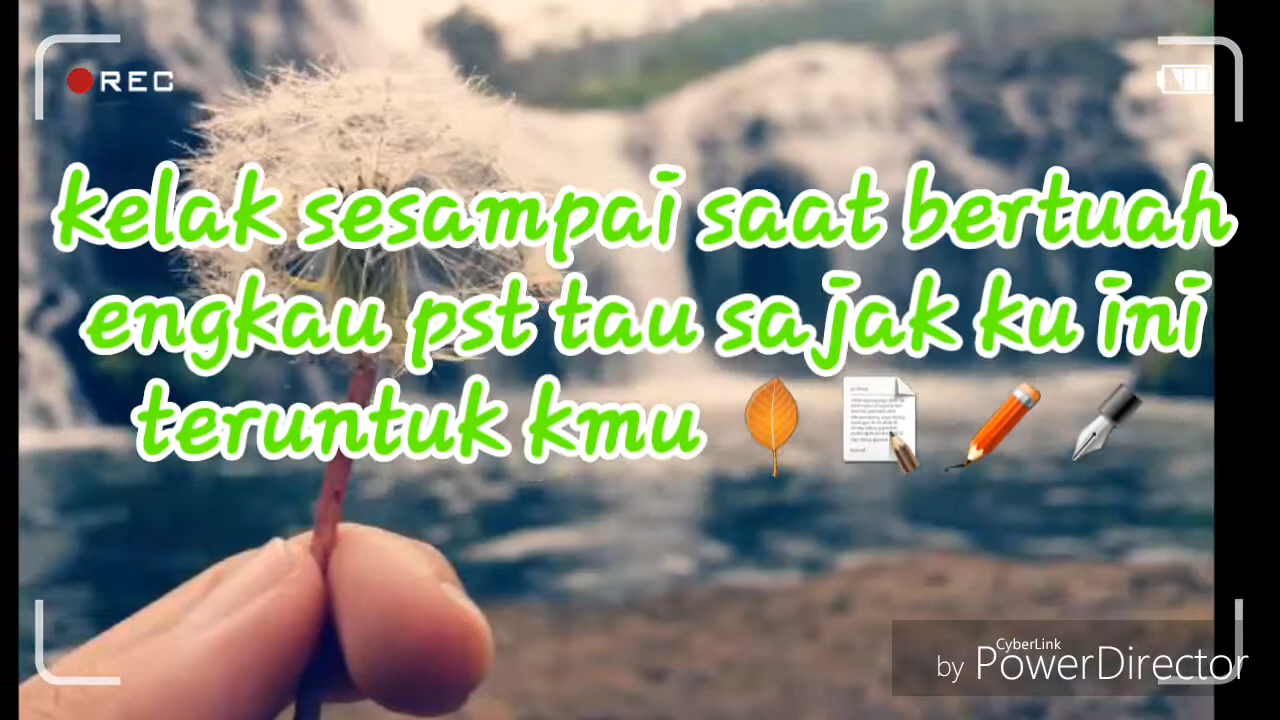 REC
kelak sesampai saat bertuah
engkau pst tau sajak ku ini
teruntuk kmu
CyberLink
by PowerDirector